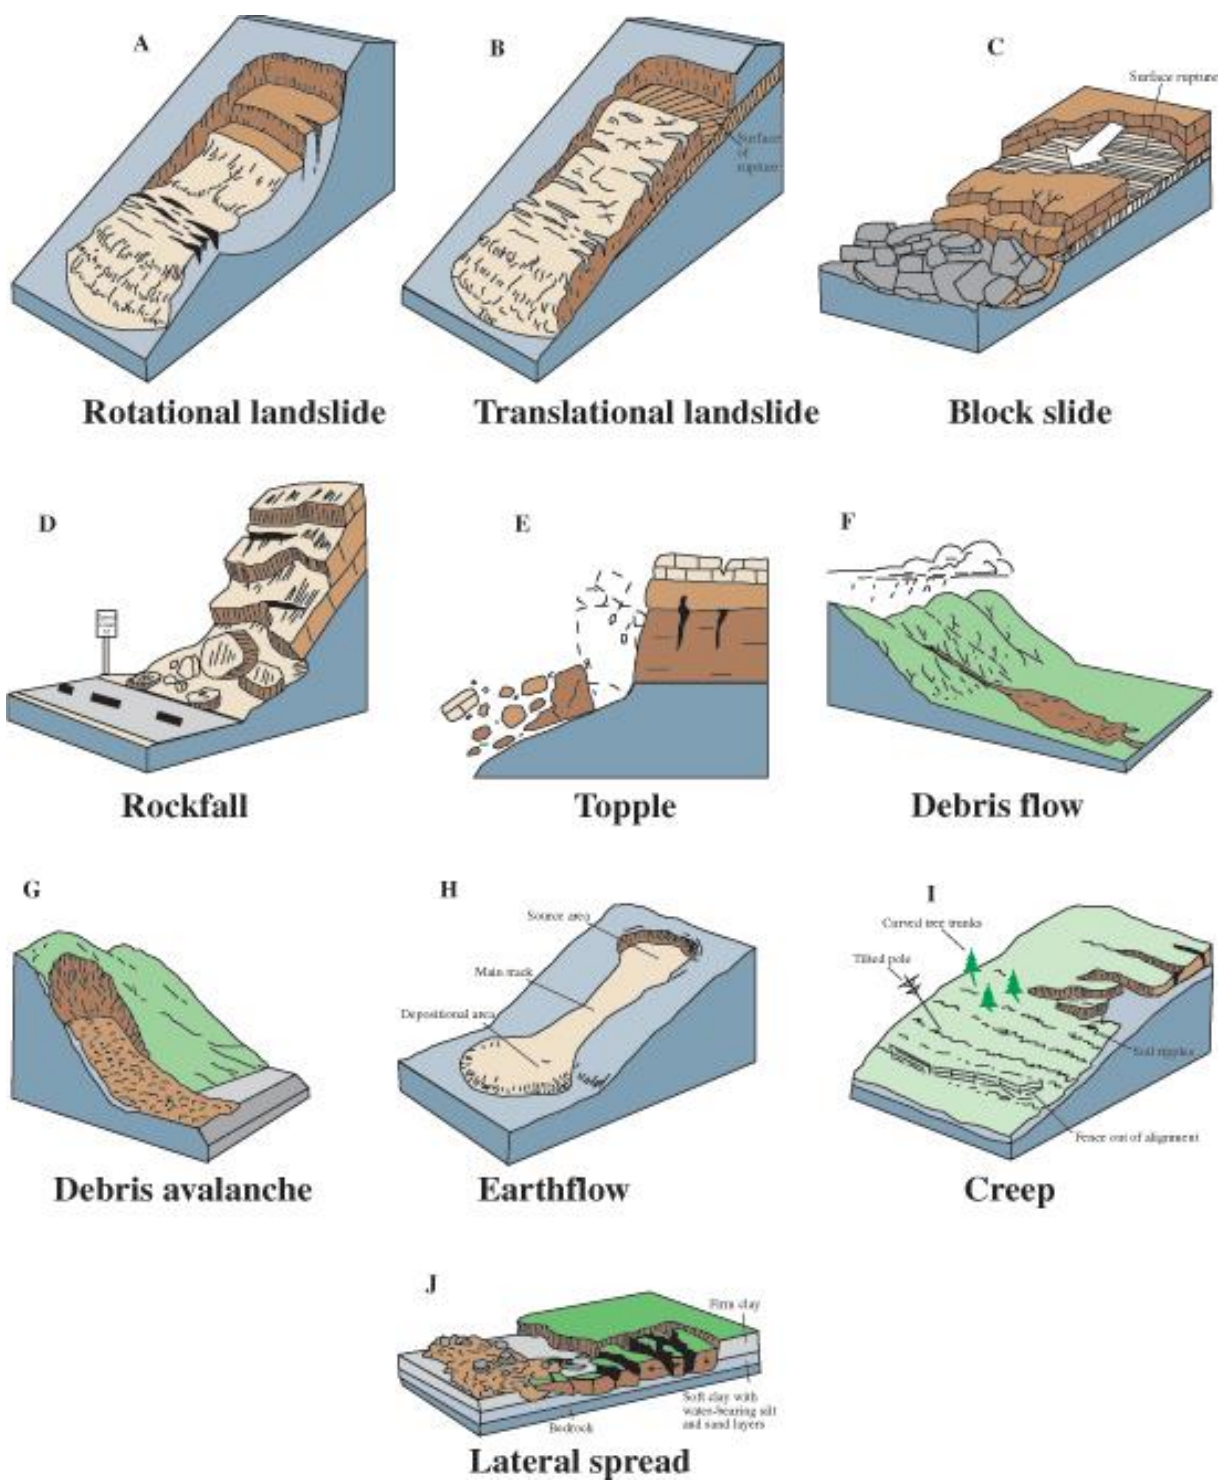 A
B
C
Surface rupture
Surface
of
rupture
Rotational landslide
Translational landslide
Block slide
D
E
F
Rockfall
Topple
Debris flow
G
H
I
Source area
Main track
Depositional area
Curved tree trunks
Tilted pole
Soil ripples
Fence out of alignment
Debris avalanche
Earthflow
Creep
J
Firm clay
Soft clay with
water-bearing silt
and sand layers
Bedrock
Lateral spread